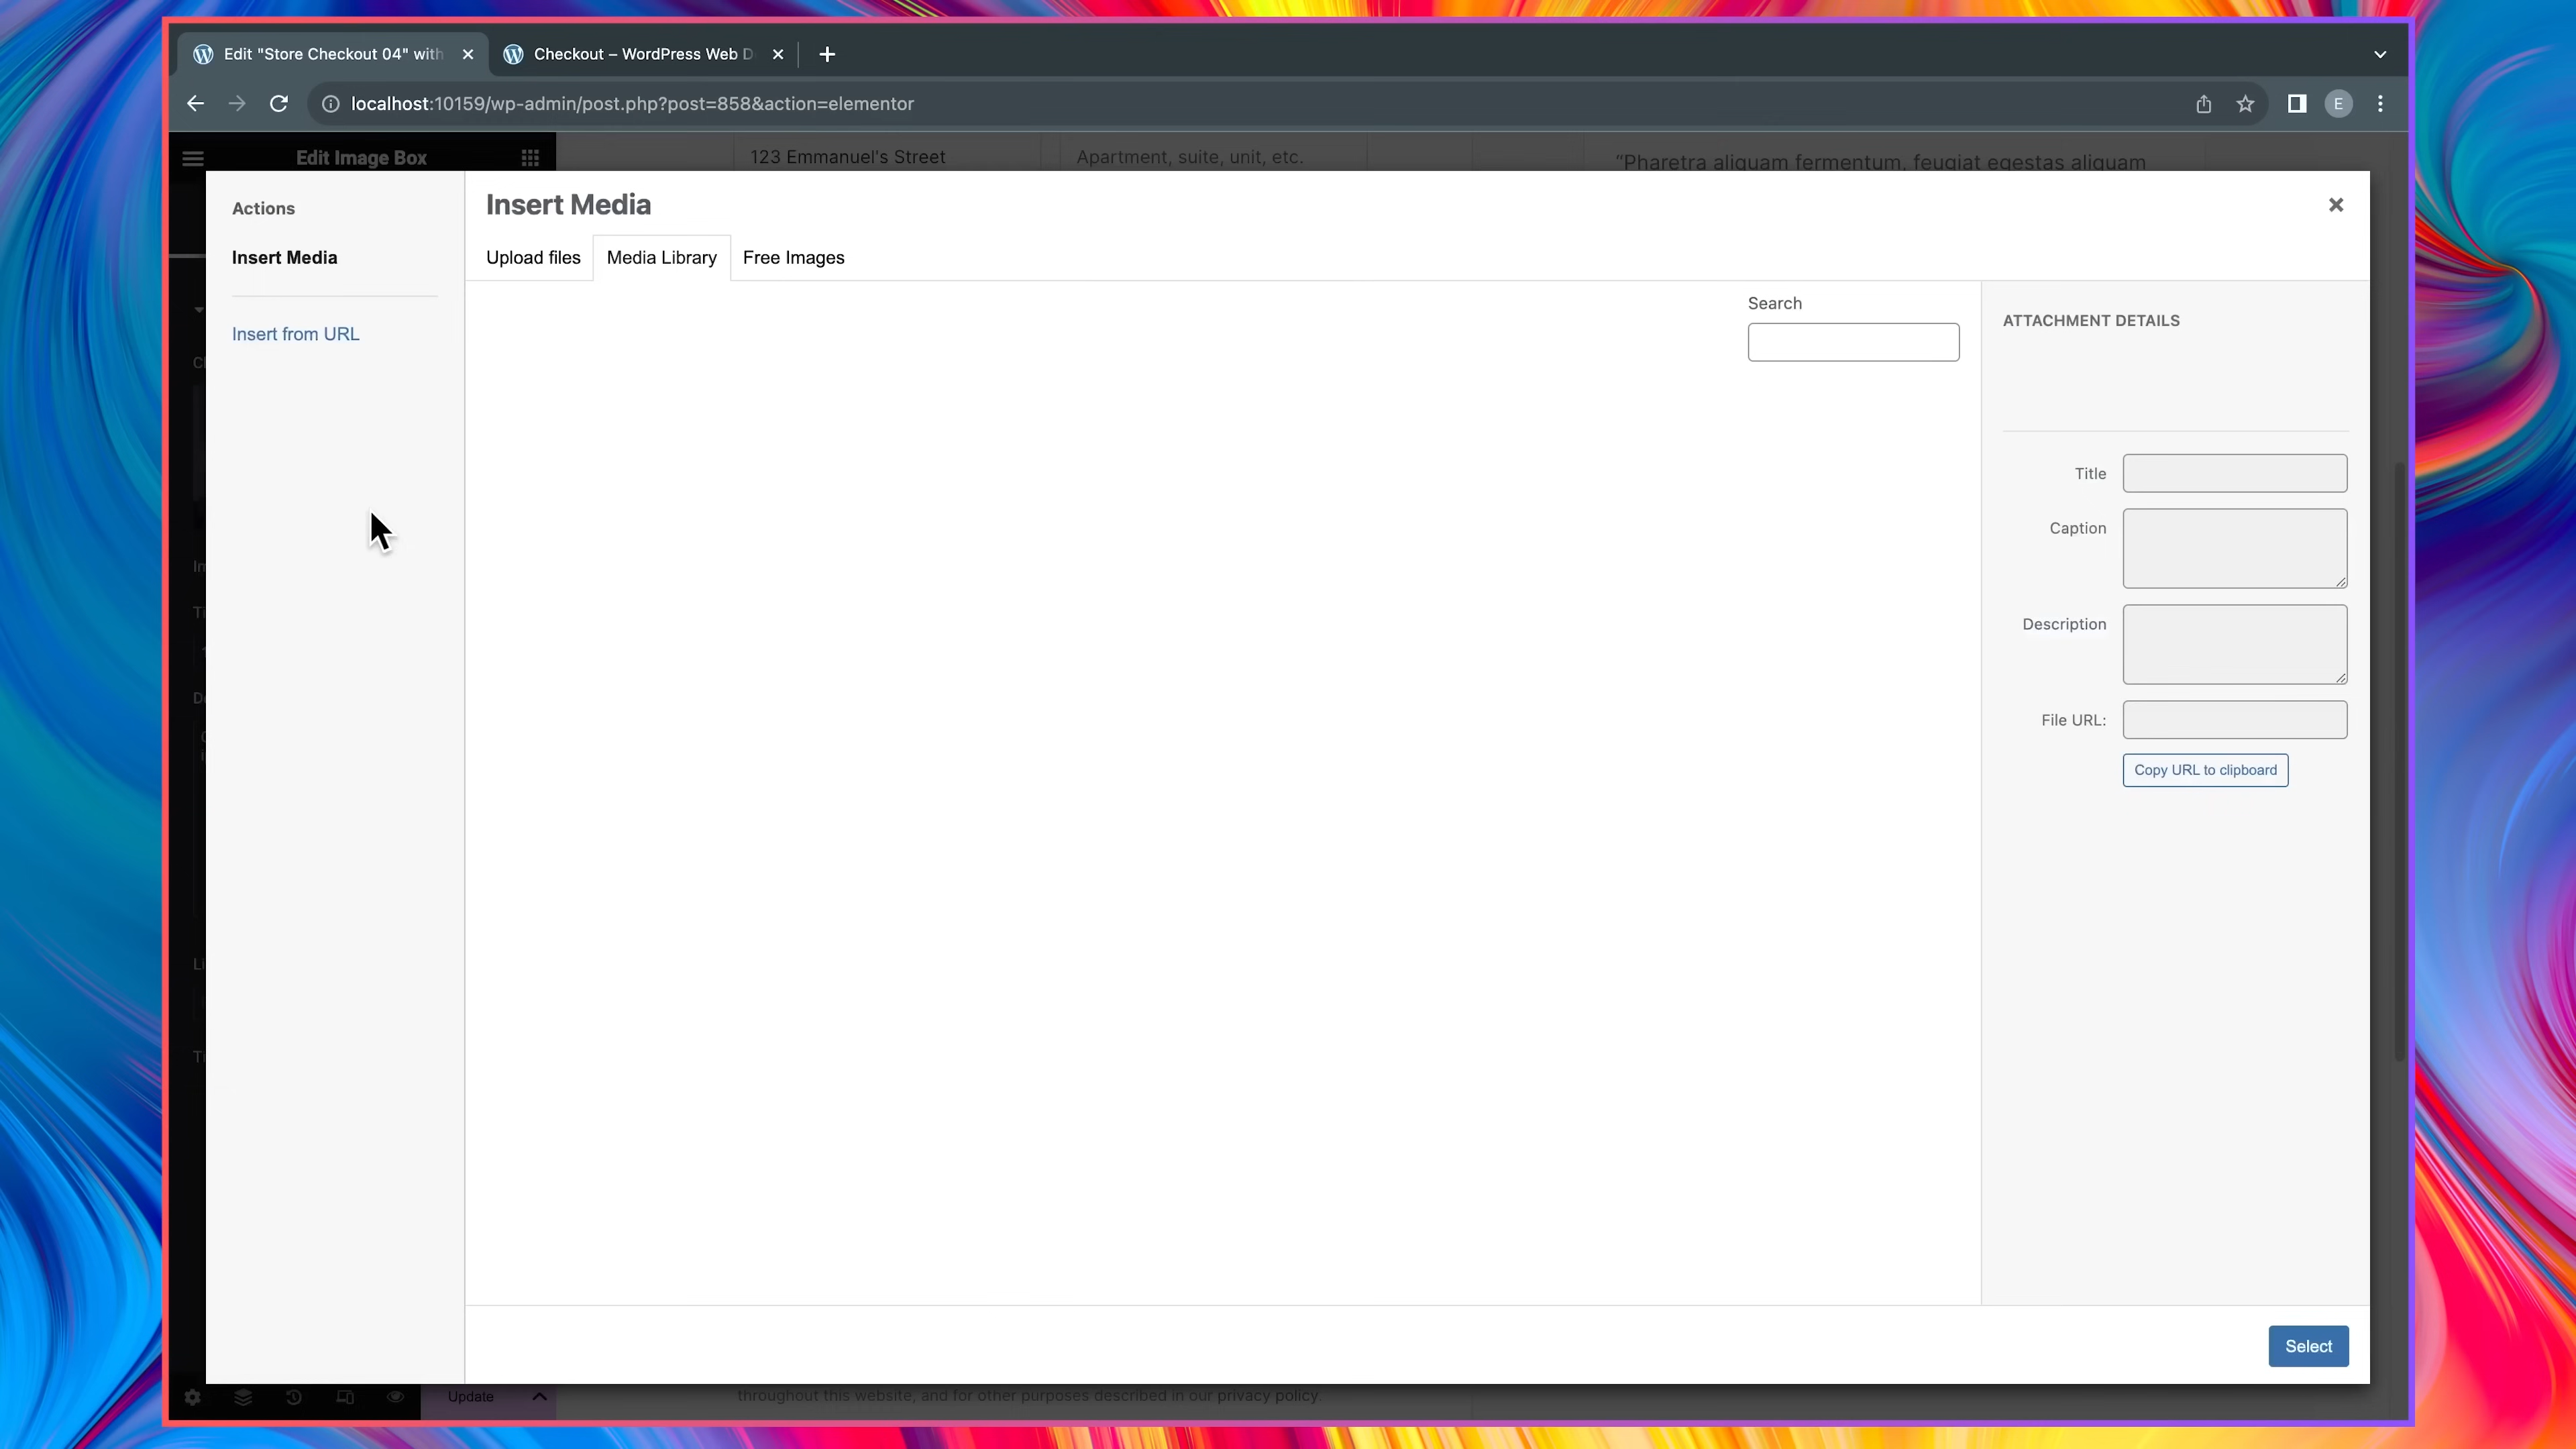 Edit "Store Checkout 04" with
Checkout – WordPress Web D
localhost:10159/wp-admin/post.php?post=858&action=elementor
E
Edit Image Box
123 Emmanuel's Street
Apartment, suite, unit, etc.
“Pharetra aliquam fermentum, feugiat egestas aliquam
Actions
Insert Media
Insert from URL
Insert Media
Upload files
Media Library
Free Images
Search
ATTACHMENT DETAILS
Title
Caption
Description
File URL:
Copy URL to clipboard
Select
Update
throughout this website, and for other purposes described in our privacy policy.